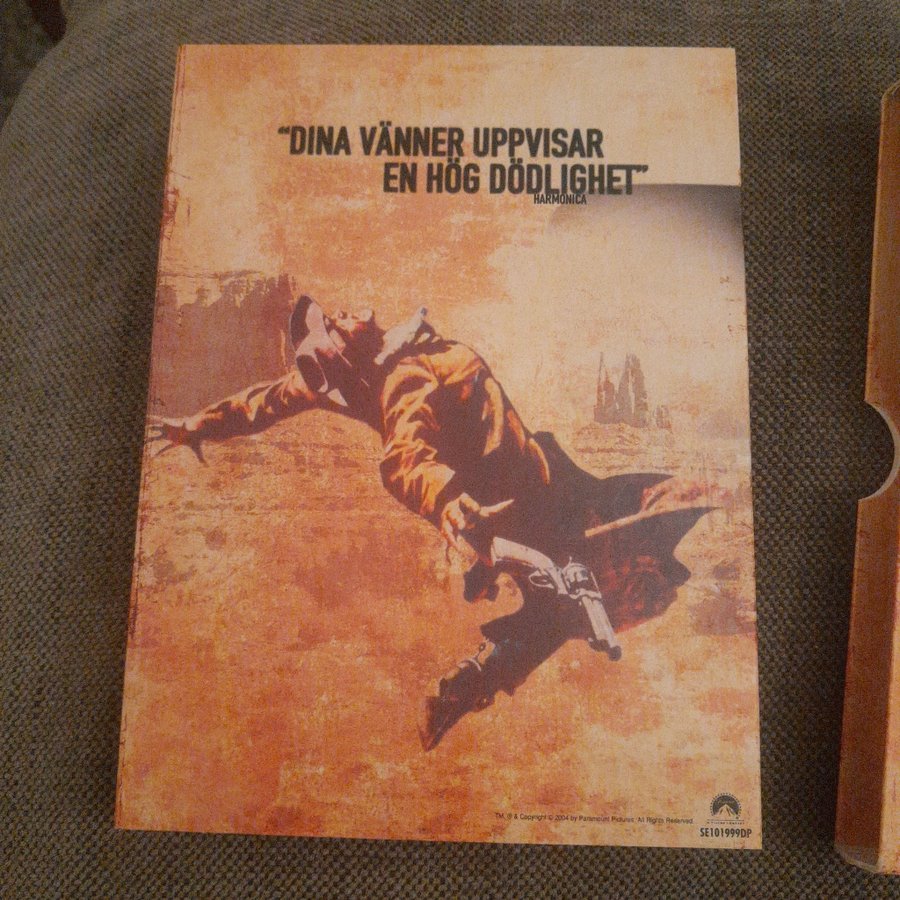 “DINA VÄNNER UPPVISAR
EN HÖG DÖDLIGHET”
HARMONICA
TM, ® & Copyright © 2004 by Paramount Pictures. All Rights Reserved.
SE101999DP